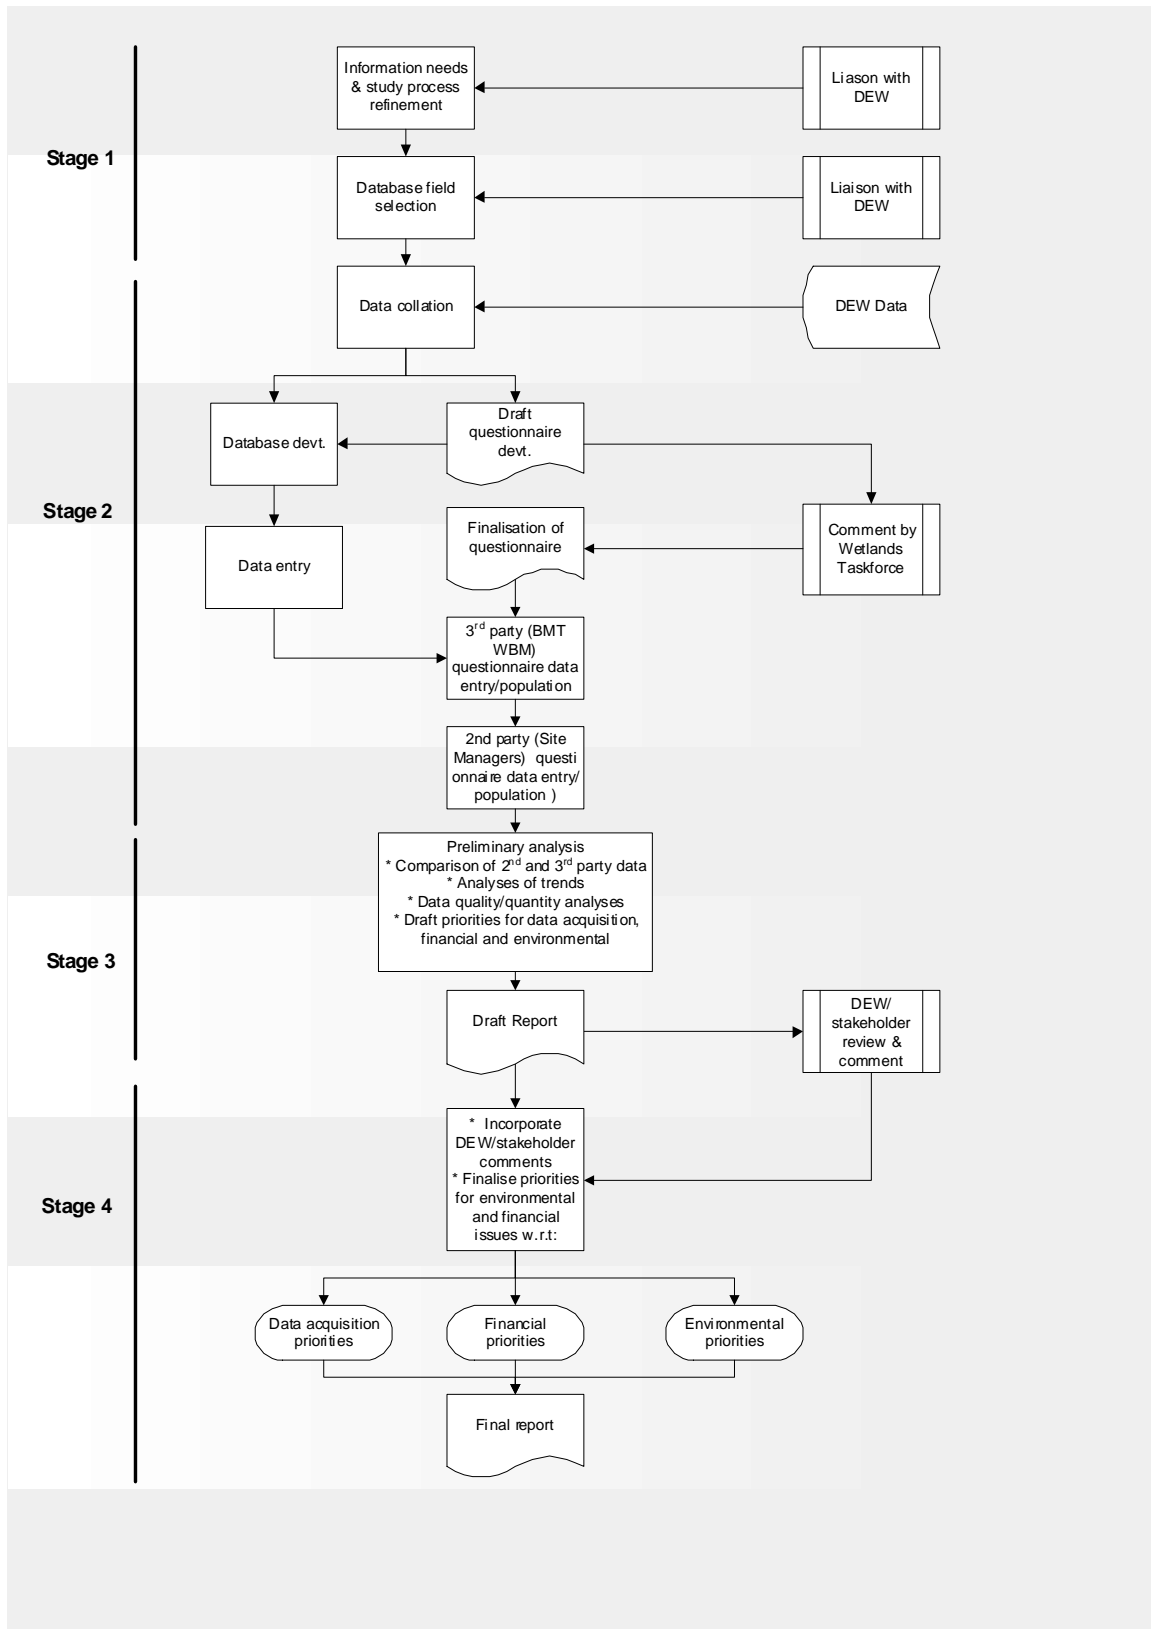 Information needs
& study process
refinement
Liason with
DEW
Stage 1
Database field
selection
Liaison with
DEW
Data collation
DEW Data
Database devt.
Draft
questionnaire
devt.
Stage 2
Finalisation of
questionnaire
Comment by
Wetlands
Taskforce
Data entry
3rd party (BMT
WBM)
questionnaire data
entry/population
2nd party (Site
Managers) questi
onnaire data entry/
population )
Preliminary analysis
* Comparison of 2nd and 3rd party data
* Analyses of trends
* Data quality/quantity analyses
* Draft priorities for data acquisition,
financial and environmental
Stage 3
Draft Report
DEW/
stakeholder
review &
comment
* Incorporate
DEW/stakeholder
comments
* Finalise priorities
for environmental
and financial
issues w.r.t:
Stage 4
Data acquisition
priorities
Financial
priorities
Environmental
priorities
Final report